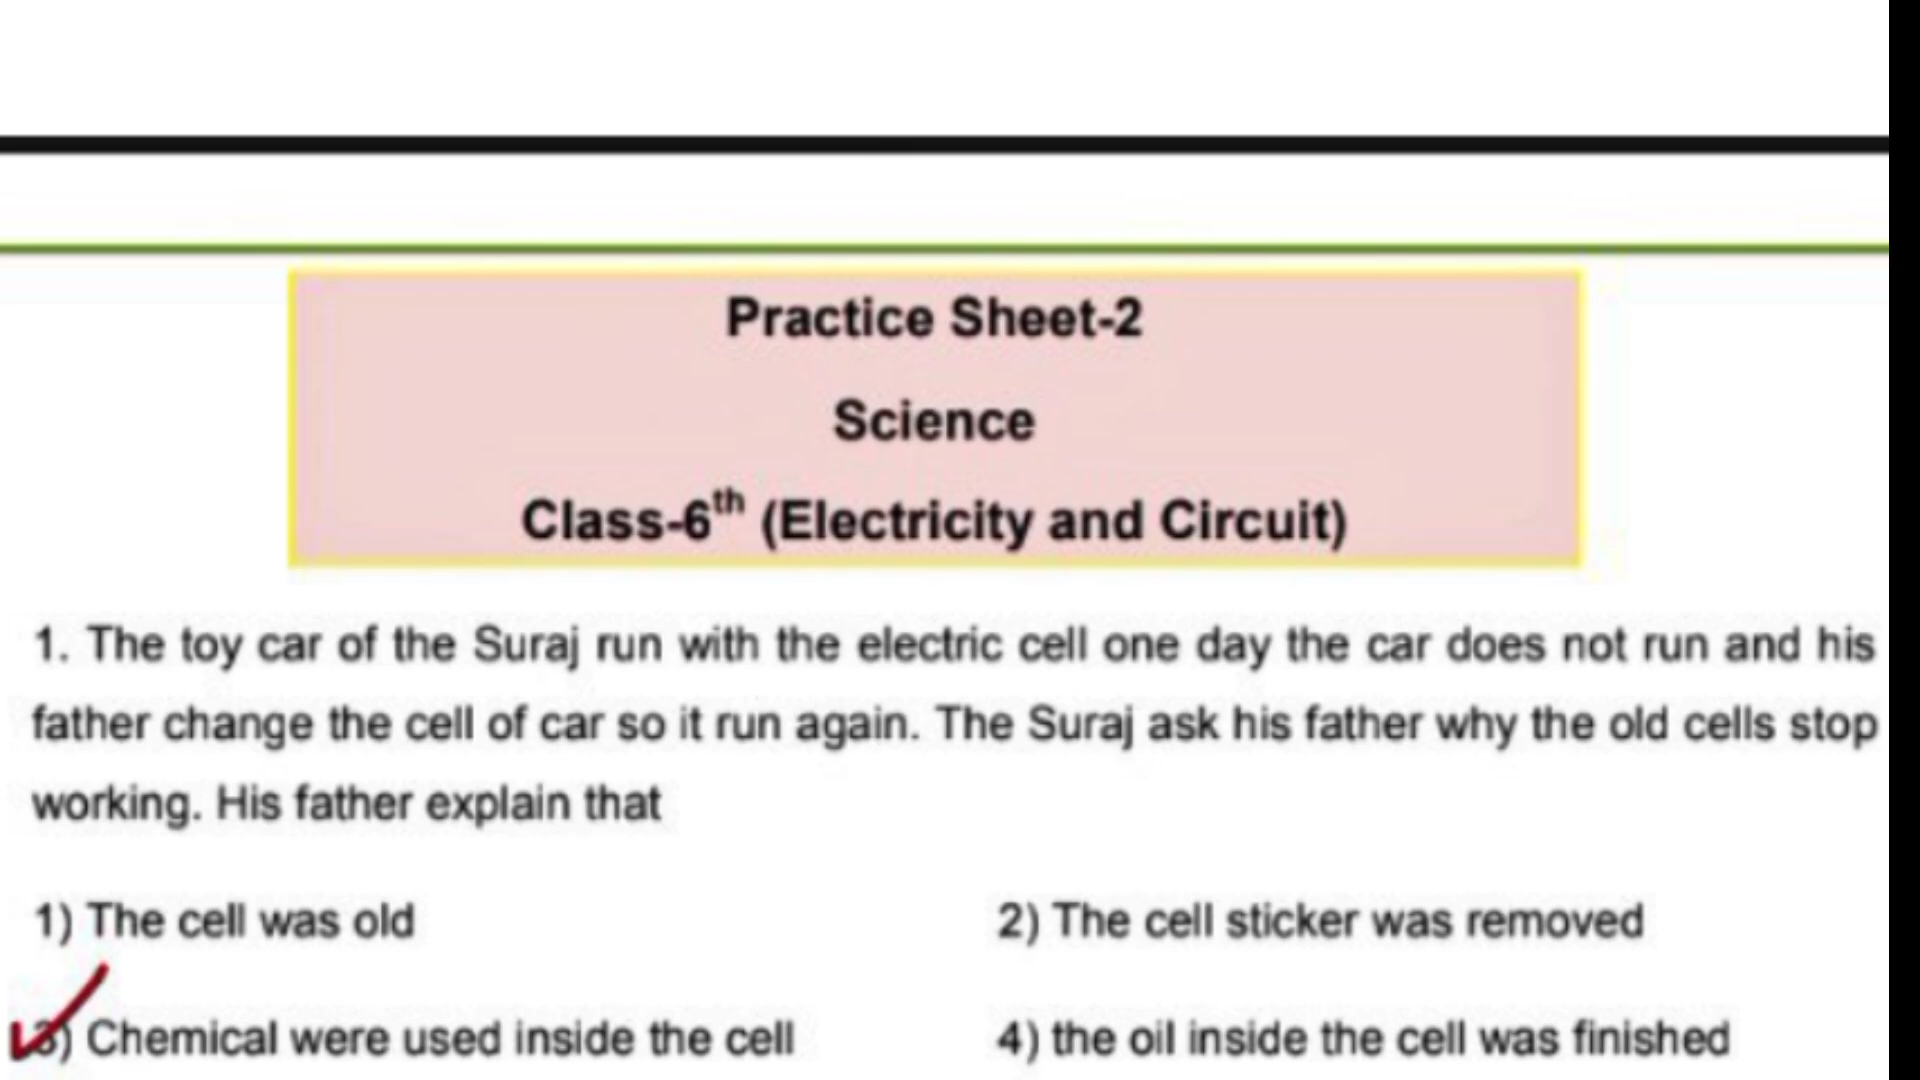 Practice Sheet-2
Science
Class-6th (Electricity and Circuit)
1. The toy car of the Suraj run with the electric cell one day the car does not run and his
father change the cell of car so it run again. The Suraj ask his father why the old cells stop
working. His father explain that
1) The cell was old
2) The cell sticker was removed
3) Chemical were used inside the cell
4) the oil inside the cell was finished